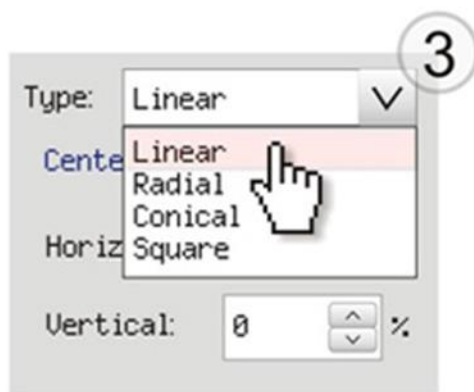 3
Type: Linear
Linear
Cente
Radial
Conical
Horiz Square
Vertical: 0 %